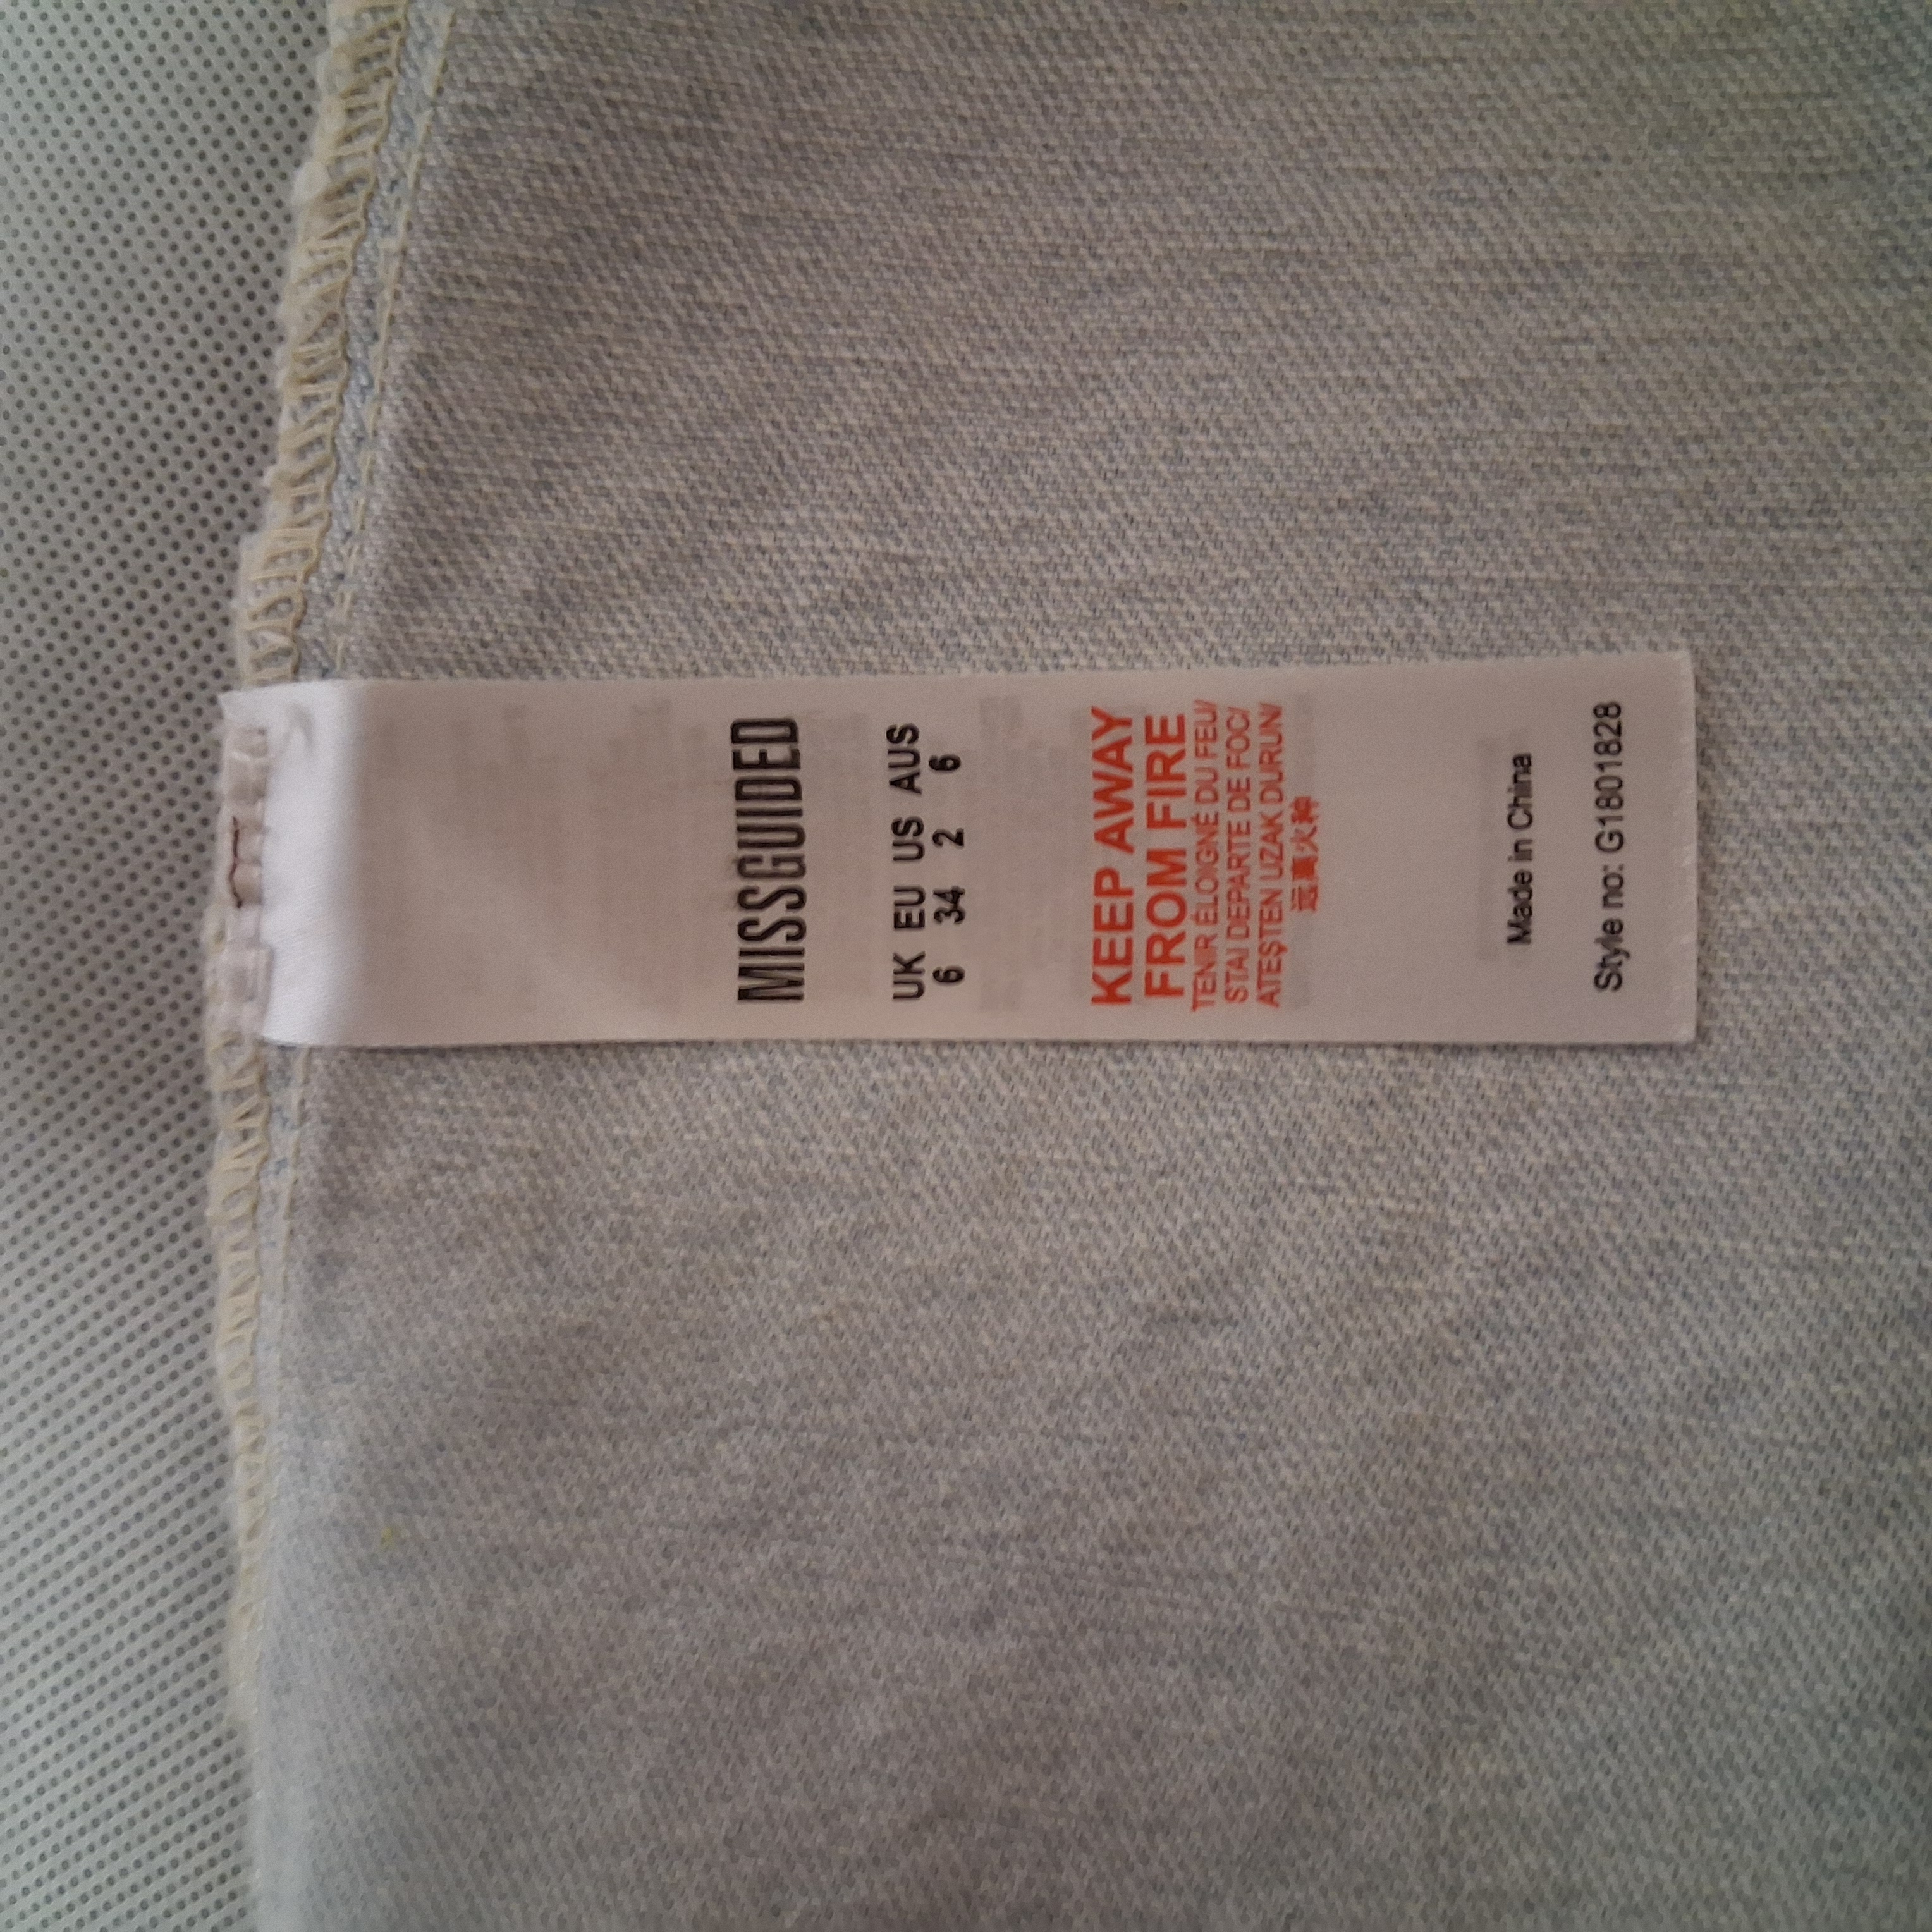 MISSGUIDED
UK EU US AUS
6 34 2 6
KEEP AWAY
FROM FIRE
TENIR ÉLOIGNÉ DU FEU/
STAI DEPARTE DE FOC/
ATEŞTEN UZAK DURUN/
远离火种
Made in China
Style no: G1801828